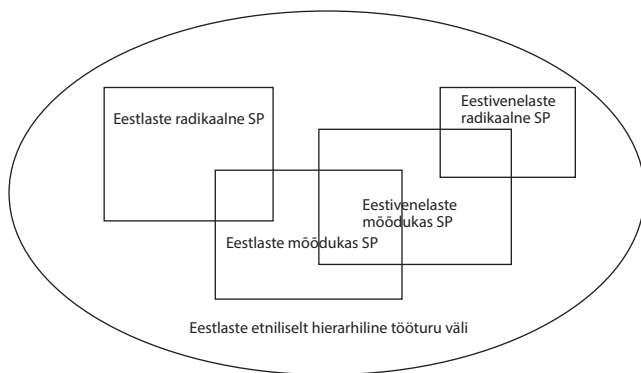 Eestlaste radikaalne SP
Eestivenelaste
radikaalne SP
Eestivenelaste
mõõdukas SP
Eestlaste mõõdukas SP
Eestlaste etniliselt hierarhiline tööturu väli